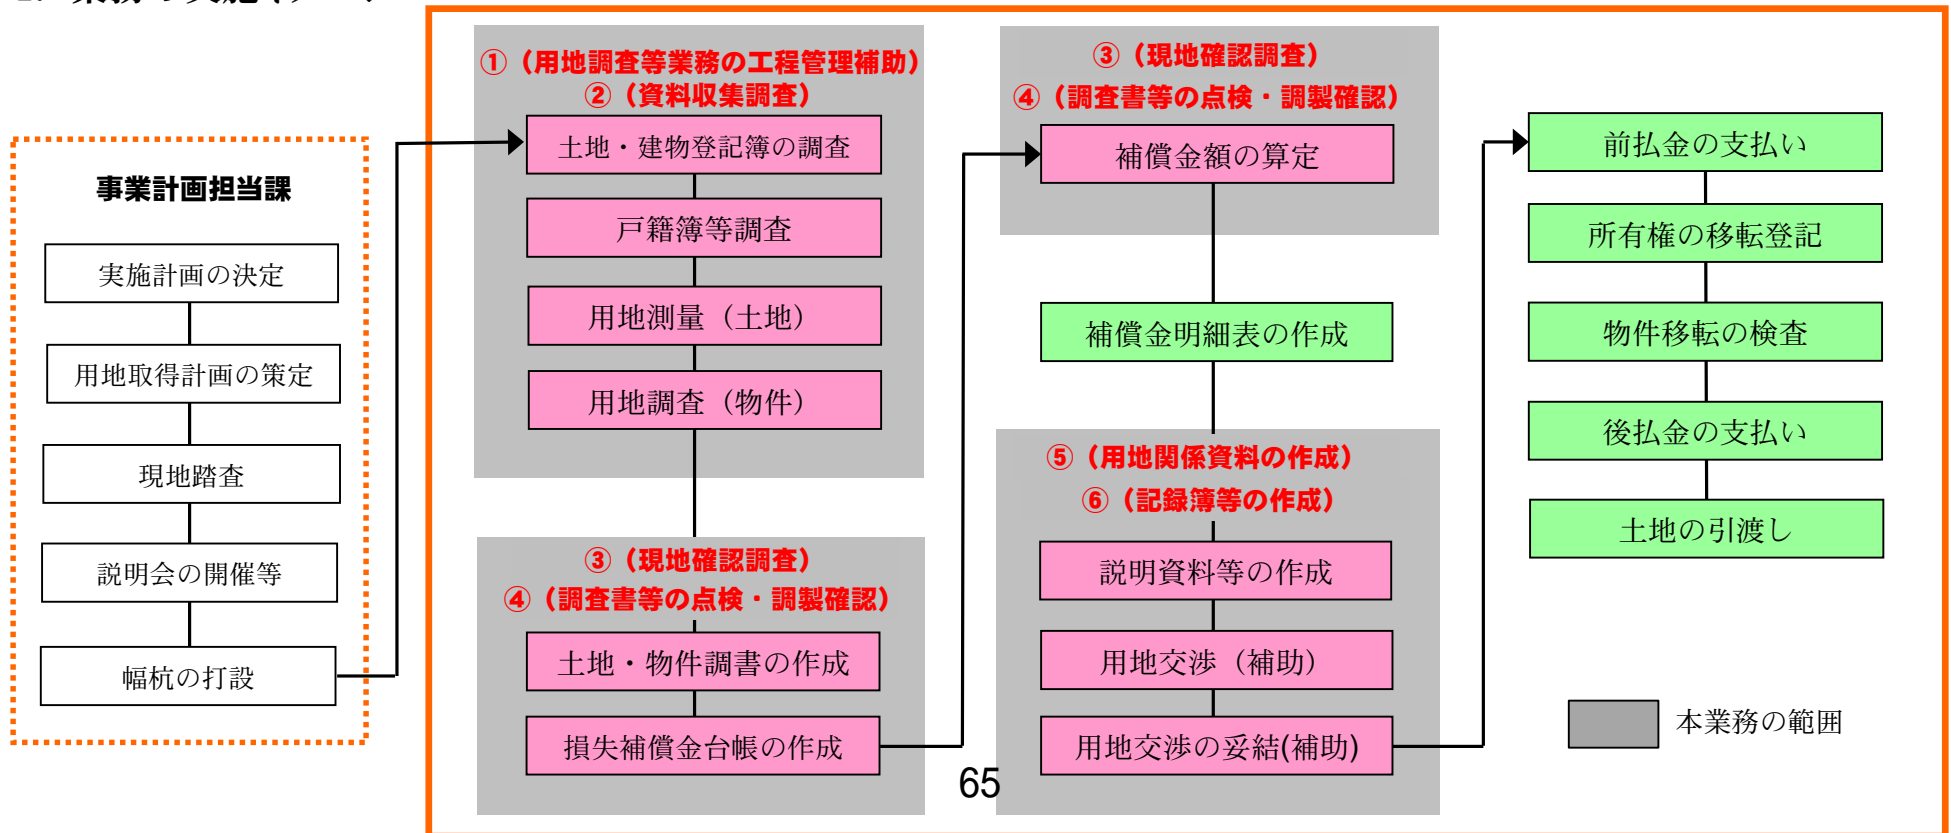 事業計画担当課
実施計画の決定
用地取得計画の策定
現地踏査
説明会の開催等
幅杭の打設
①（用地調査等業務の工程管理補助）
②（資料収集調査）
土地・建物登記簿の調査
戸籍簿等調査
用地測量（土地）
用地調査（物件）
③（現地確認調査）
④（調査書等の点検・調製確認）
土地・物件調書の作成
損失補償金台帳の作成
③（現地確認調査）
④（調査書等の点検・調製確認）
補償金額の算定
補償金明細表の作成
⑤（用地関係資料の作成）
⑥（記録簿等の作成）
説明資料等の作成
用地交渉（補助）
用地交渉の妥結(補助)
前払金の支払い
所有権の移転登記
物件移転の検査
後払金の支払い
土地の引渡し
本業務の範囲
65